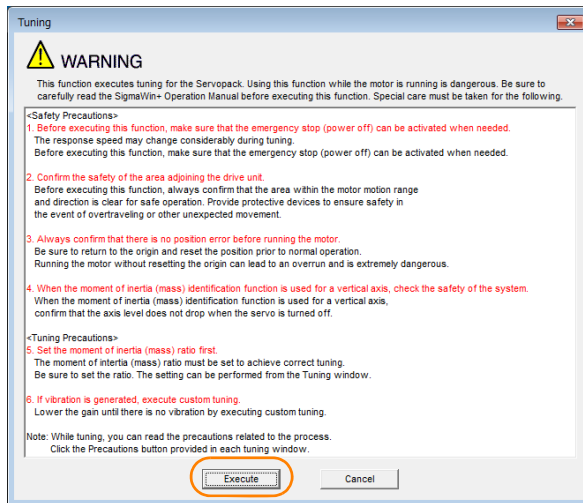 Tuning
WARNING
This function executes tuning for the Servopack. Using this function while the motor is running is dangerous. Be sure to
carefully read the SigmaWin+ Operation Manual before executing this function. Special care must be taken for the following.
<Safety Precautions>
1. Before executing this function, make sure that the emergency stop (power off) can be activated when needed.
The response speed may change considerably during tuning.
Before executing this function, make sure that the emergency stop (power off) can be activated when needed.
2. Confirm the safety of the area adjoining the drive unit.
Before executing this function, always confirm that the area within the motor motion range
and direction is clear for safe operation. Provide protective devices to ensure safety in
the event of overtraveling or other unexpected movement.
3. Always confirm that there is no position error before running the motor.
Be sure to return to the origin and reset the position prior to normal operation.
Running the motor without resetting the origin can lead to an overrun and is extremely dangerous.
4. When the moment of inertia (mass) identification function is used for a vertical axis, check the safety of the system.
When the moment of inertia (mass) identification function is used for a vertical axis,
confirm that the axis level does not drop when the servo is turned off.
<Tuning Precautions>
5. Set the moment of inertia (mass) ratio first.
The moment of intertia (mass) ratio must be set to achieve correct tuning.
Be sure to set the ratio. The setting can be performed from the Tuning window.
6. If vibration is generated, execute custom tuning.
Lower the gain until there is no vibration by executing custom tuning.
Note: While tuning, you can read the precautions related to the process.
Click the Precautions button provided in each tuning window.
Execute Cancel